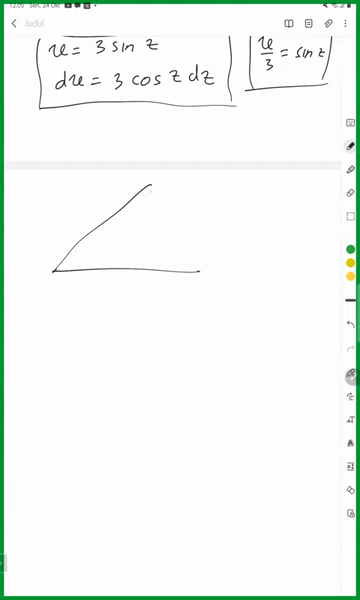 12.05 Sen. 24 Okt
Judul
u = 3 sin z
du = 3 cos z dz
u/3 = sin z